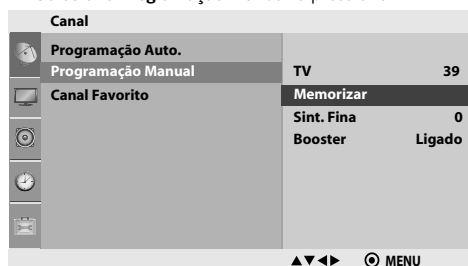 Canal
Programação Auto.
Programação Manual
Canal Favorito
TV 39
Memorizar
Sint. Fina 0
Booster Ligado
▲▼◀▶ MENU